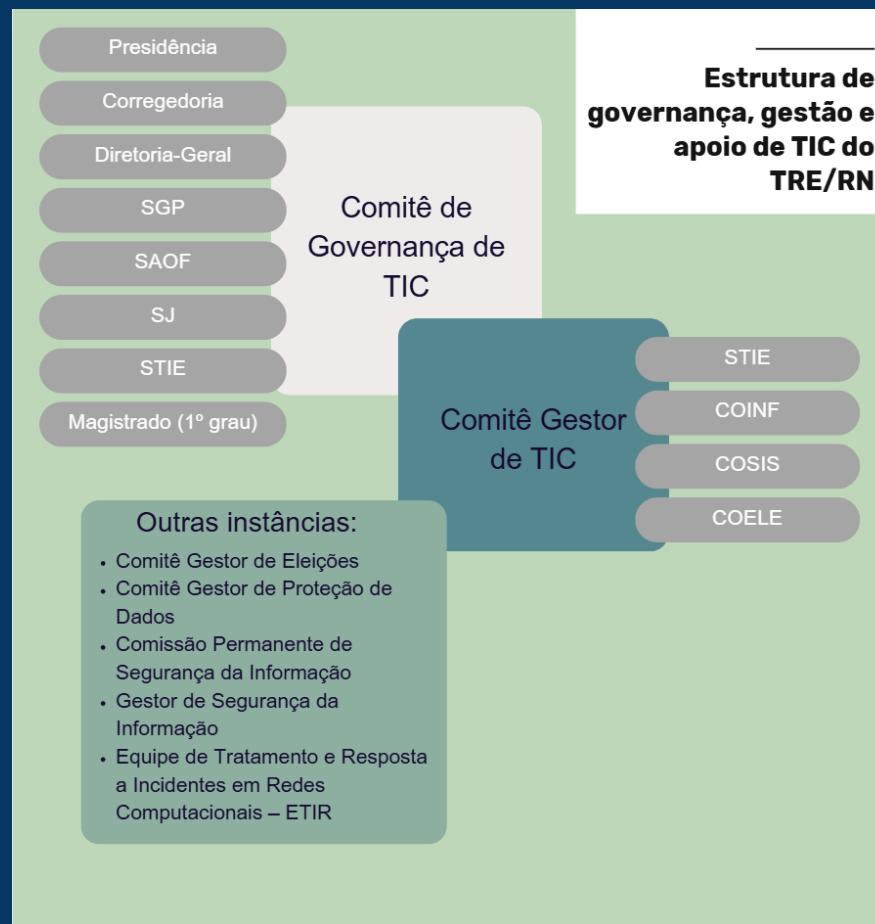 Estrutura de
governança, gestão e
apoio de TIC do
TRE/RN
Presidência
Corregedoria
Diretoria-Geral
SGP
SAOF
SJ
STIE
Magistrado (1º grau)
Comitê de
Governança de
TIC
Comitê Gestor
de TIC
STIE
COINF
COSIS
COELE
Outras instâncias:
• Comitê Gestor de Eleições
• Comitê Gestor de Proteção de
Dados
• Comissão Permanente de
Segurança da Informação
• Gestor de Segurança da
Informação
• Equipe de Tratamento e Resposta
a Incidentes em Redes
Computacionais – ETIR